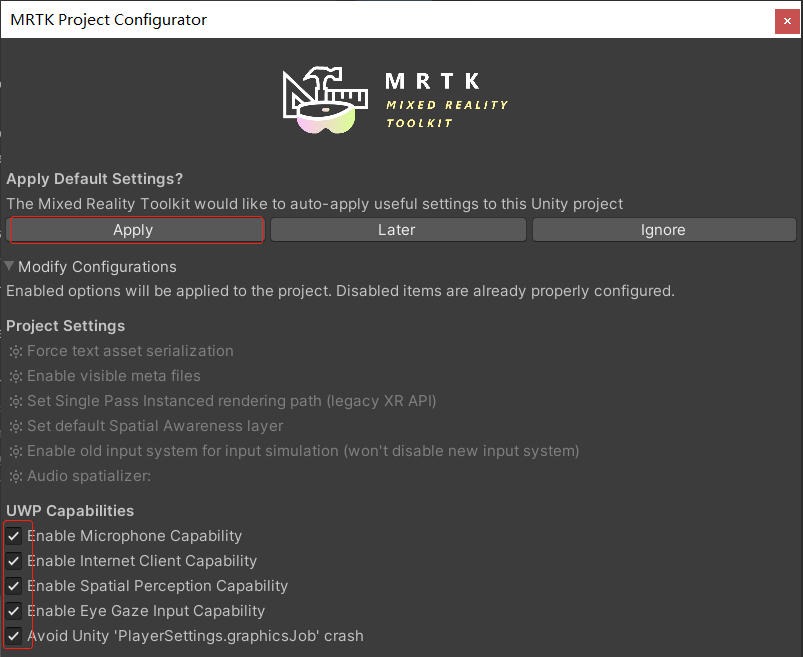 MRTK Project Configurator
MRTK
MIXED REALITY
TOOLKIT
Apply Default Settings?
The Mixed Reality Toolkit would like to auto-apply useful settings to this Unity project
Apply Later Ignore
Modify Configurations
Enabled options will be applied to the project. Disabled items are already properly configured.
Project Settings
Force text asset serialization
Enable visible meta files
Set Single Pass Instanced rendering path (legacy XR API)
Set default Spatial Awareness layer
Enable old input system for input simulation (won't disable new input system)
Audio spatializer:
UWP Capabilities
Enable Microphone Capability
Enable Internet Client Capability
Enable Spatial Perception Capability
Enable Eye Gaze Input Capability
Avoid Unity 'PlayerSettings.graphicsJob' crash